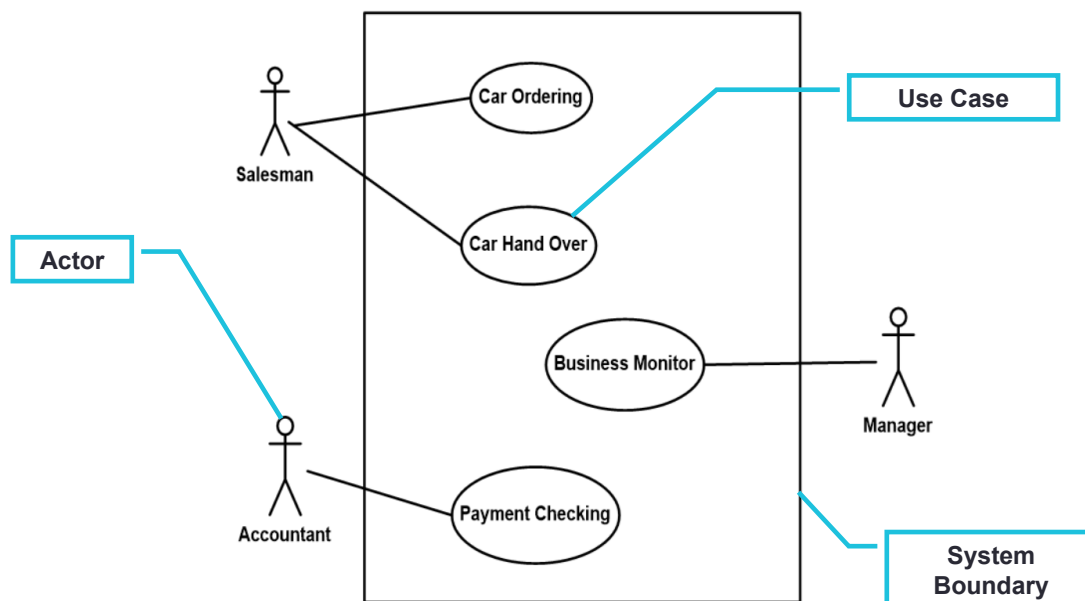 Car Ordering
Use Case
Salesman
Car Hand Over
Actor
Business Monitor
Manager
Payment Checking
Accountant
System
Boundary